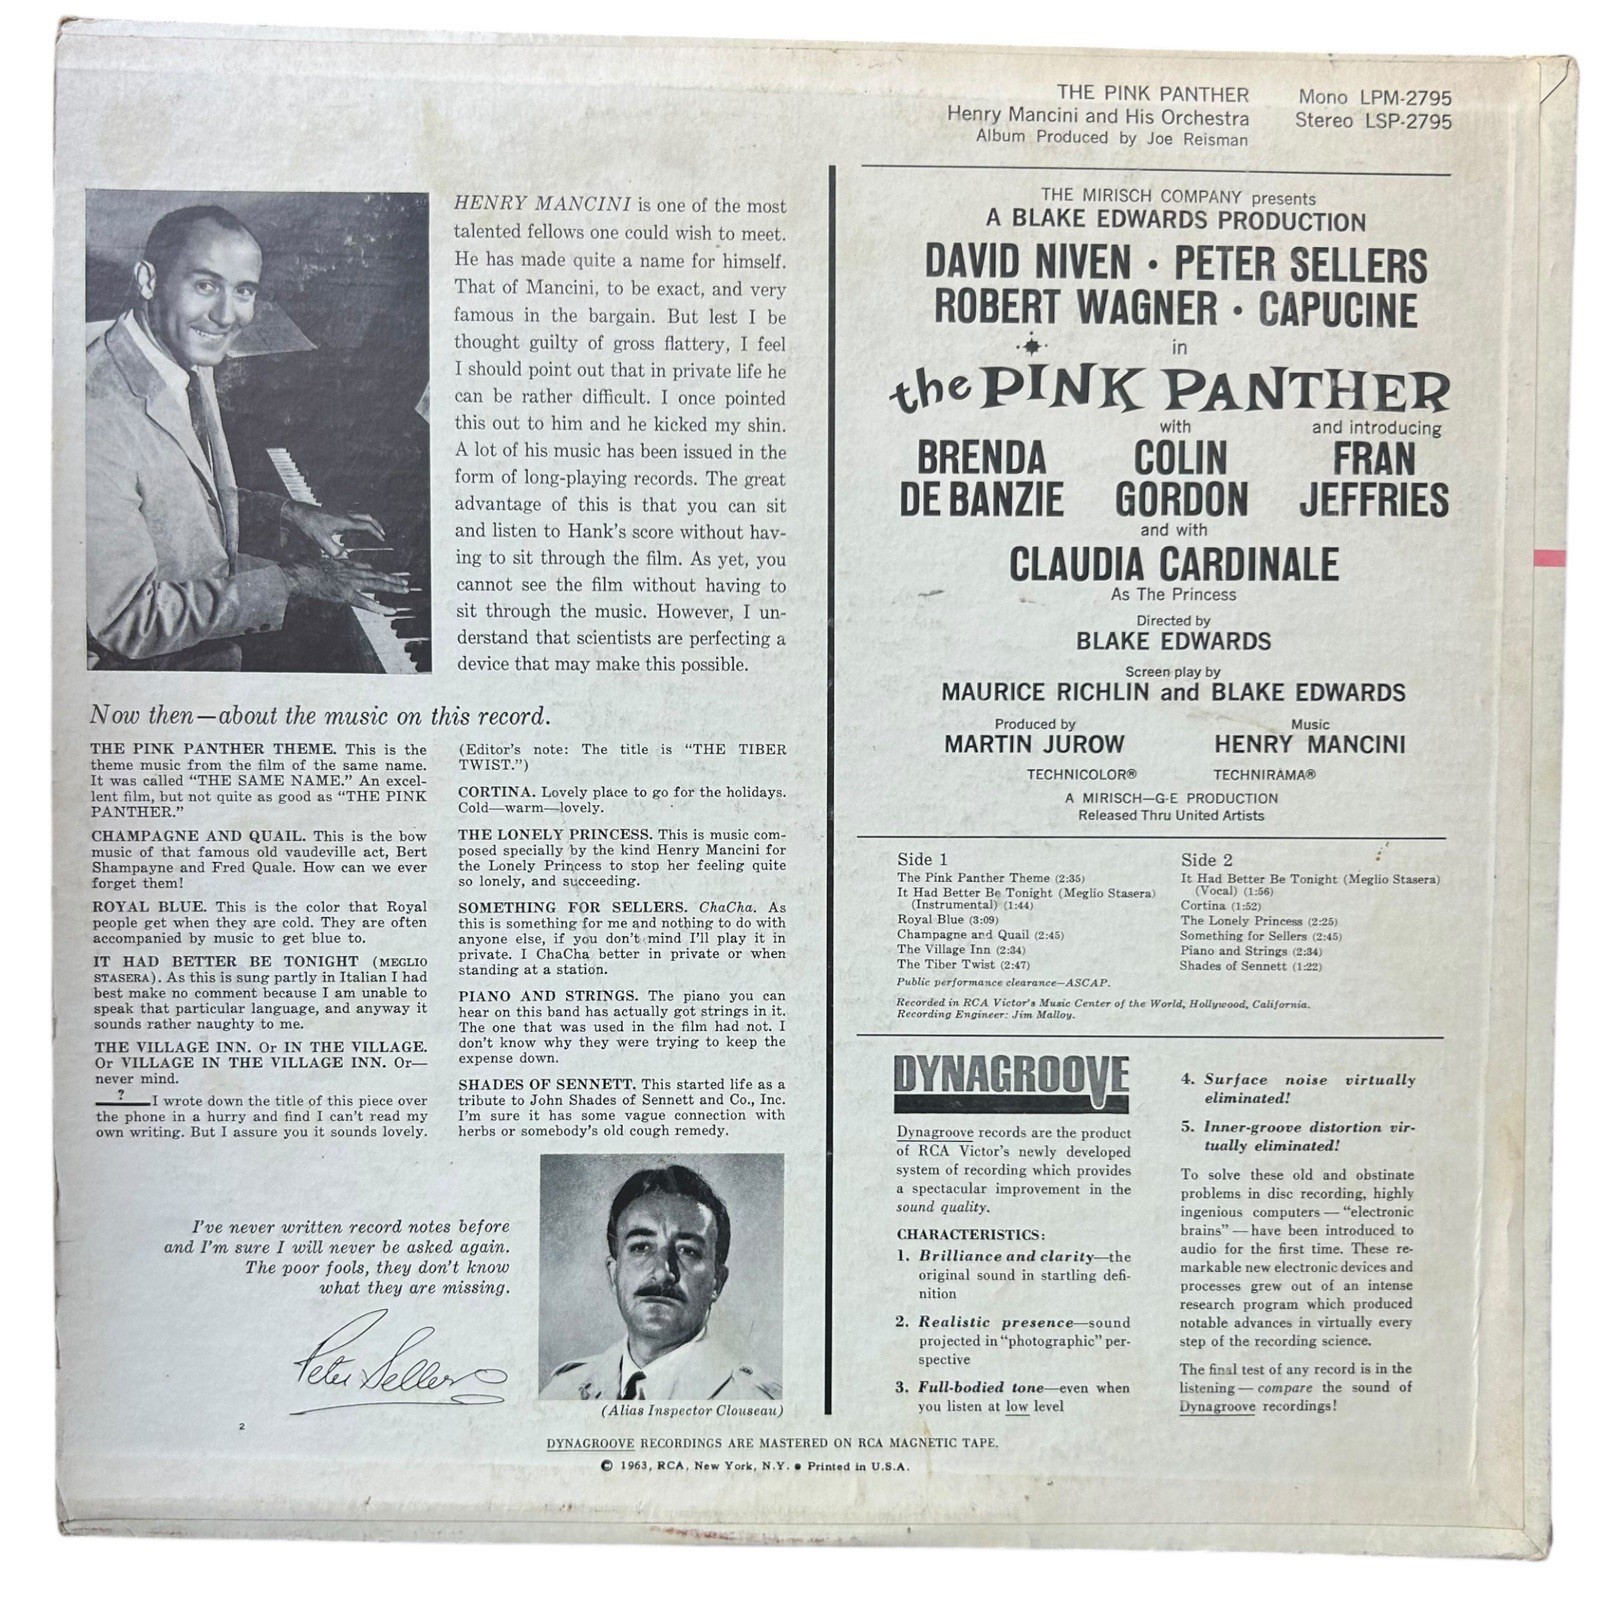 THE PINK PANTHER
Henry Mancini and His Orchestra
Album Produced by Joe Reisman
Mono LPM-2795
Stereo LSP-2795
HENRY MANCINI is one of the most
talented fellows one could wish to meet.
He has made quite a name for himself.
That of Mancini, to be exact, and very
famous in the bargain. But lest I be
thought guilty of gross flattery, I feel
I should point out that in private life he
can be rather difficult. I once pointed
this out to him and he kicked my shin.
A lot of his music has been issued in the
form of long-playing records. The great
advantage of this is that you can sit
and listen to Hank's score without hav-
ing to sit through the film. As yet, you
cannot see the film without having to
sit through the music. However, I un-
derstand that scientists are perfecting a
device that may make this possible.
Now then—about the music on this record.
THE PINK PANTHER THEME. This is the
theme music from the film of the same name.
It was called "THE SAME NAME." An excel-
lent film, but not quite as good as "THE PINK
PANTHER."
CHAMPAGNE AND QUAIL. This is the bow
music of that famous old vaudeville act, Bert
Shampayne and Fred Quale. How can we ever
forget them!
ROYAL BLUE. This is the color that Royal
people get when they are cold. They are often
accompanied by music to get blue to.
IT HAD BETTER BE TONIGHT (MEGLIO
STASERA). As this is sung partly in Italian I had
best make no comment because I am unable to
speak that particular language, and anyway it
sounds rather naughty to me.
THE VILLAGE INN. Or IN THE VILLAGE.
Or VILLAGE IN THE VILLAGE INN. Or—
never mind.
? I wrote down the title of this piece over
the phone in a hurry and find I can't read my
own writing. But I assure you it sounds lovely.
(Editor's note: The title is "THE TIBER
TWIST.")
CORTINA. Lovely place to go for the holidays.
Cold—warm—lovely.
THE LONELY PRINCESS. This is music com-
posed specially by the kind Henry Mancini for
the Lonely Princess to stop her feeling quite
so lonely, and succeeding.
SOMETHING FOR SELLERS. ChaCha. As
this is something for me and nothing to do with
anyone else, if you don't mind I'll play it in
private. I ChaCha better in private or when
standing at a station.
PIANO AND STRINGS. The piano you can
hear on this band has actually got strings in it.
The one that was used in the film had not. I
don't know why they were trying to keep the
expense down.
SHADES OF SENNETT. This started life as a
tribute to John Shades of Sennett and Co., Inc.
I'm sure it has some vague connection with
herbs or somebody's old cough remedy.
I've never written record notes before
and I'm sure I will never be asked again.
The poor fools, they don't know
what they are missing.
Peter Sellers
(Alias Inspector Clouseau)
2
THE MIRISCH COMPANY presents
A BLAKE EDWARDS PRODUCTION
DAVID NIVEN • PETER SELLERS
ROBERT WAGNER • CAPUCINE
in
the PINK PANTHER
with
and introducing
BRENDA
DE BANZIE
COLIN
GORDON
FRAN
JEFFRIES
and with
CLAUDIA CARDINALE
As The Princess
Directed by
BLAKE EDWARDS
Screen play by
MAURICE RICHLIN and BLAKE EDWARDS
Produced by
MARTIN JUROW
Music
HENRY MANCINI
TECHNICOLOR®
TECHNIRAMA®
A MIRISCH—G-E PRODUCTION
Released Thru United Artists
Side 1
The Pink Panther Theme (2:35)
It Had Better Be Tonight (Meglio Stasera)
(Instrumental) (1:44)
Royal Blue (3:09)
Champagne and Quail (2:45)
The Village Inn (2:34)
The Tiber Twist (2:47)
Side 2
It Had Better Be Tonight (Meglio Stasera)
(Vocal) (1:56)
Cortina (1:52)
The Lonely Princess (2:25)
Something for Sellers (2:45)
Piano and Strings (2:34)
Shades of Sennett (1:22)
Public performance clearance—ASCAP.
Recorded in RCA Victor's Music Center of the World, Hollywood, California.
Recording Engineer: Jim Malloy.
DYNAGROOVE
Dynagroove records are the product
of RCA Victor's newly developed
system of recording which provides
a spectacular improvement in the
sound quality.
CHARACTERISTICS:
1. Brilliance and clarity—the
original sound in startling defi-
nition
2. Realistic presence—sound
projected in "photographic" per-
spective
3. Full-bodied tone—even when
you listen at low level
4. Surface noise virtually
eliminated!
5. Inner-groove distortion vir-
tually eliminated!
To solve these old and obstinate
problems in disc recording, highly
ingenious computers — "electronic
brains" — have been introduced to
audio for the first time. These re-
markable new electronic devices and
processes grew out of an intense
research program which produced
notable advances in virtually every
step of the recording science.
The final test of any record is in the
listening — compare the sound of
Dynagroove recordings!
DYNAGROOVE RECORDINGS ARE MASTERED ON RCA MAGNETIC TAPE.
© 1963, RCA, New York, N.Y. • Printed in U.S.A.